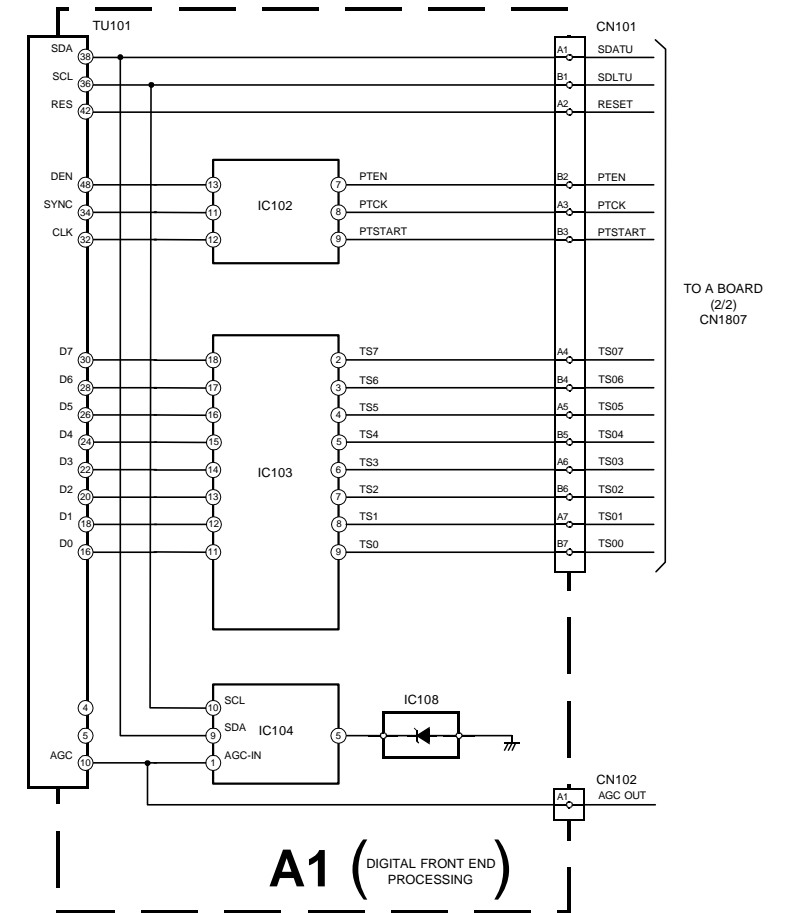 TU101 CN101
SDA 38 A1 SDATU
SCL 36 B1 SDLTU
RES 42 A2 RESET
DEN 48 13 7 PTEN B2 PTEN
SYNC 34 11 IC102 8 PTCK A3 PTCK
CLK 32 12 9 PTSTART B3 PTSTART
TO A BOARD
(2/2)
CN1807
D7 30 18 2 TS7 A4 TS07
D6 28 17 3 TS6 B4 TS06
D5 26 16 4 TS5 A5 TS05
D4 24 15 5 TS4 B5 TS04
D3 22 14 IC103 6 TS3 A6 TS03
D2 20 13 7 TS2 B6 TS02
D1 18 12 8 TS1 A7 TS01
D0 16 11 9 TS0 B7 TS00
4 10 SCL IC108
5 9 SDA IC104 5
AGC 10 1 AGC-IN
CN102
A1 AGC OUT
A1 (DIGITAL FRONT END
PROCESSING)